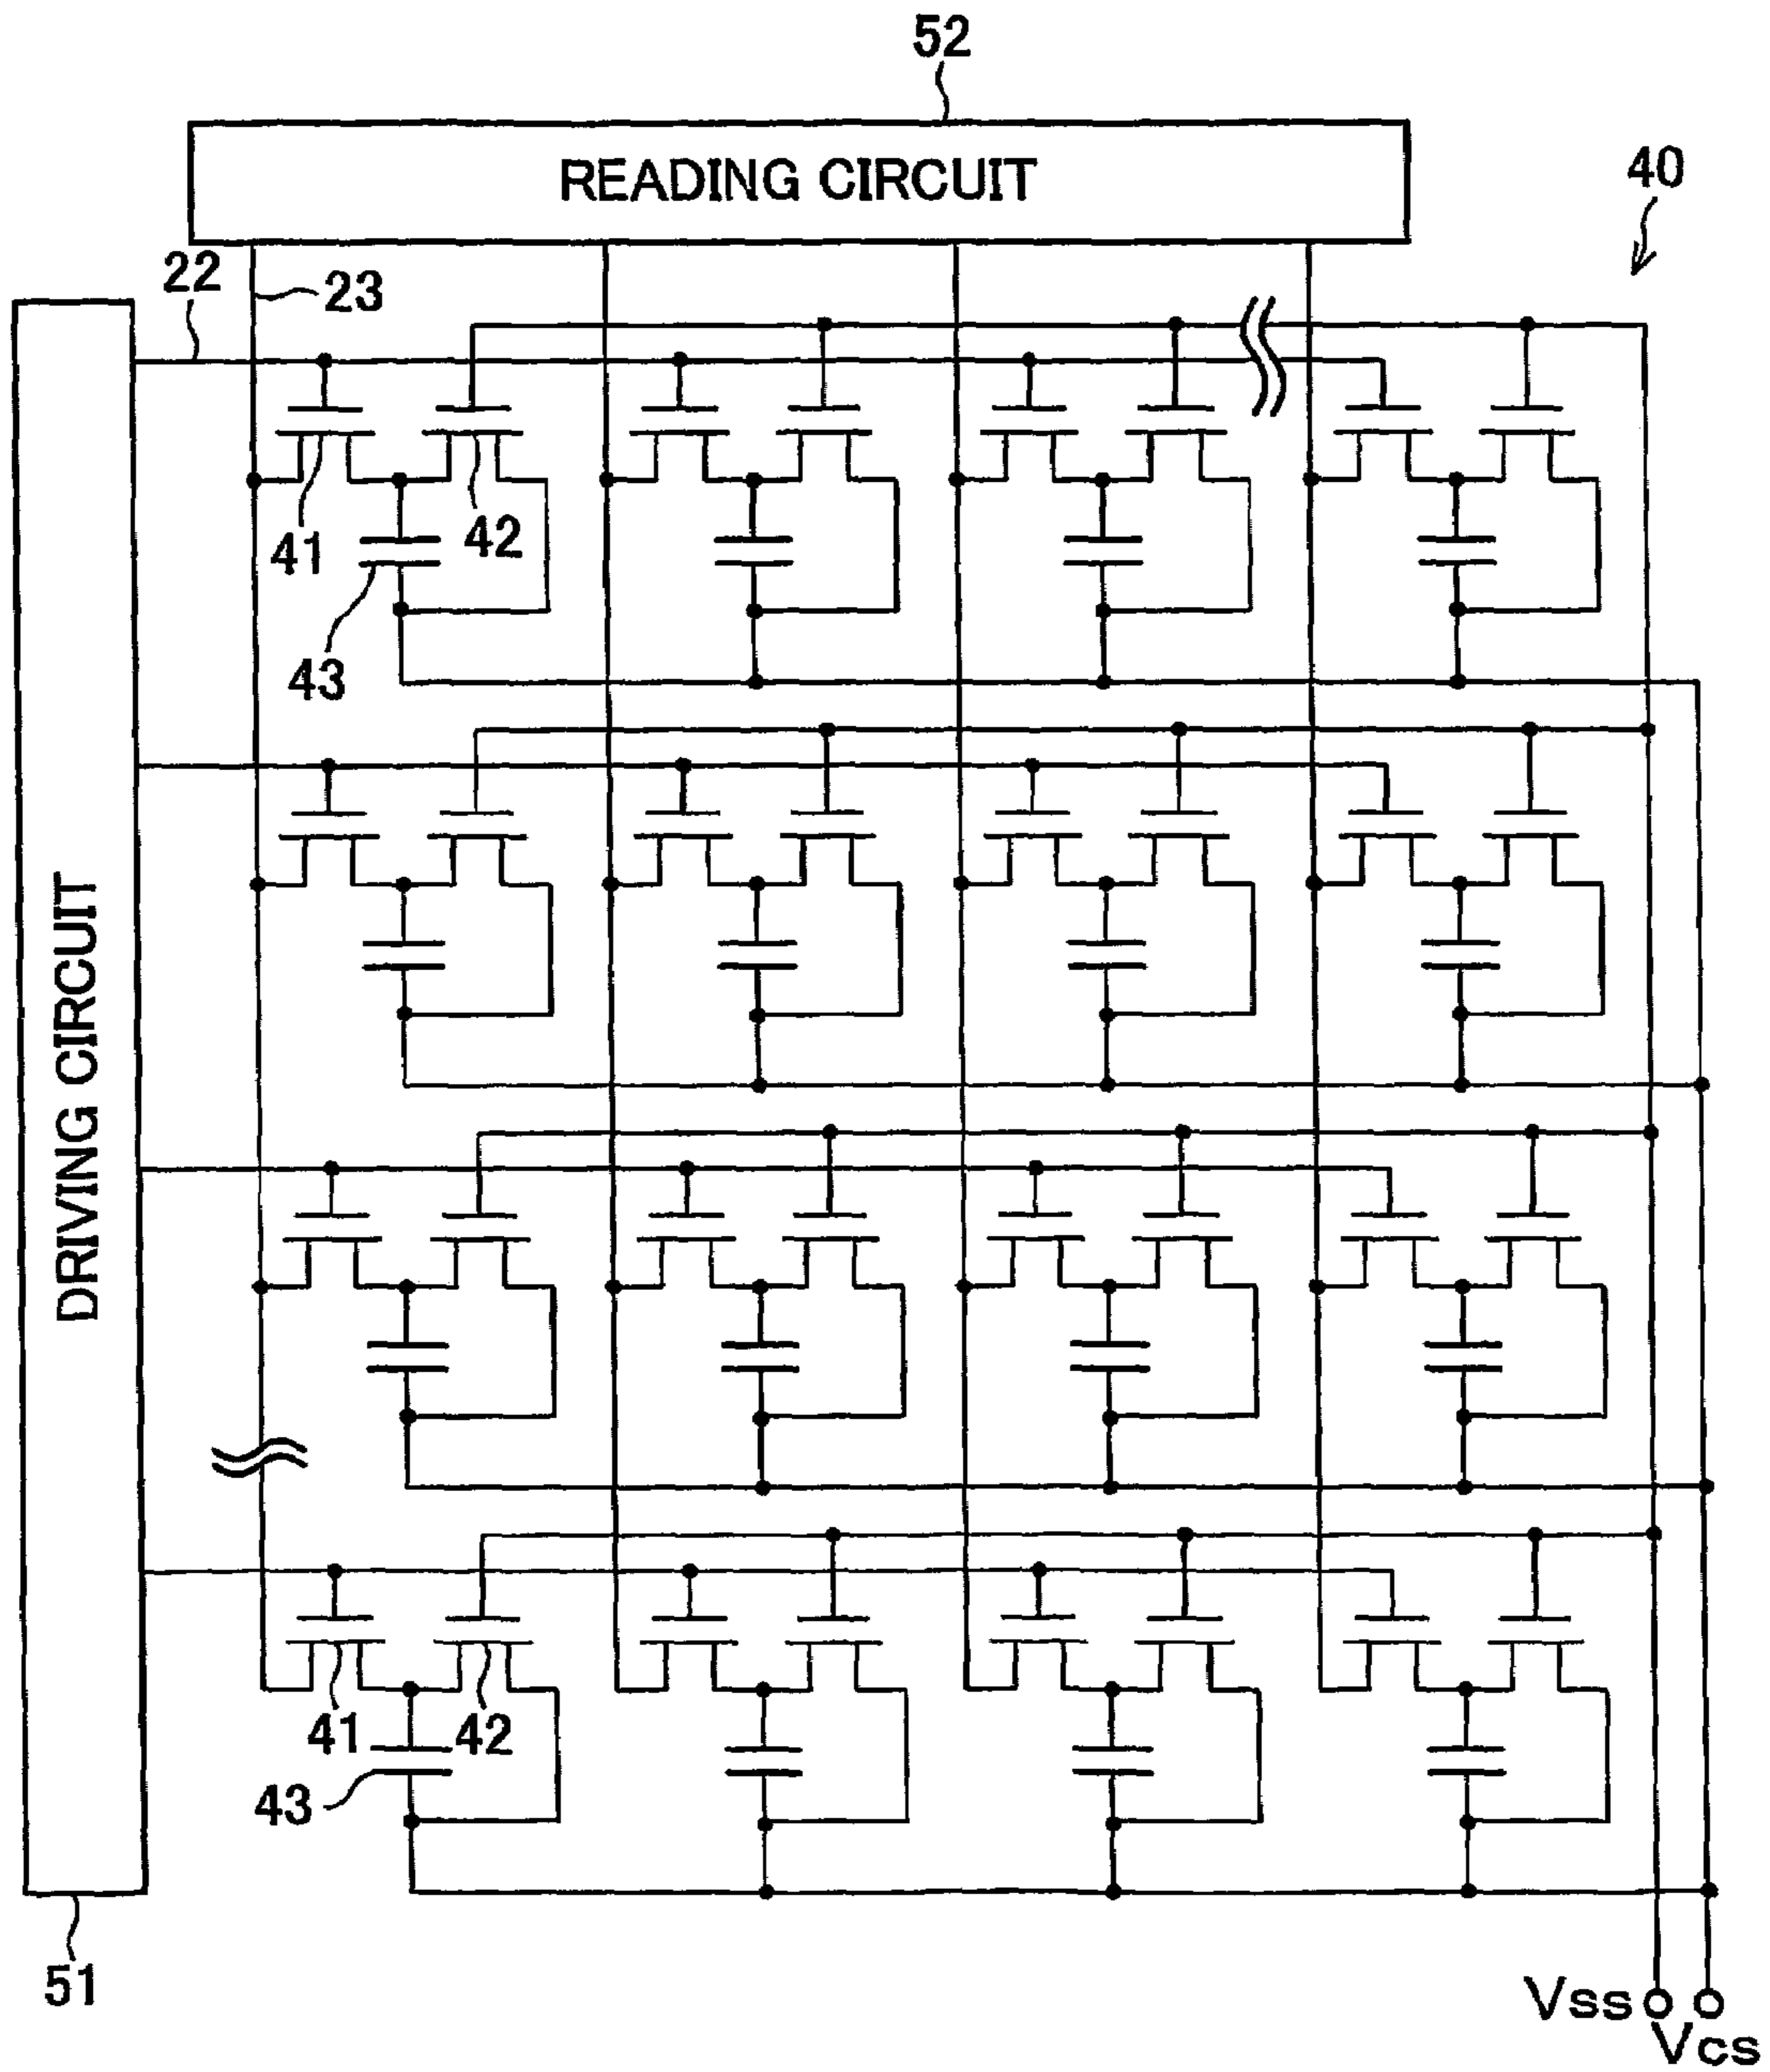 52
READING CIRCUIT
40
22
23
41
42
43
DRIVING CIRCUIT
41
42
43
51
Vss
Vcs